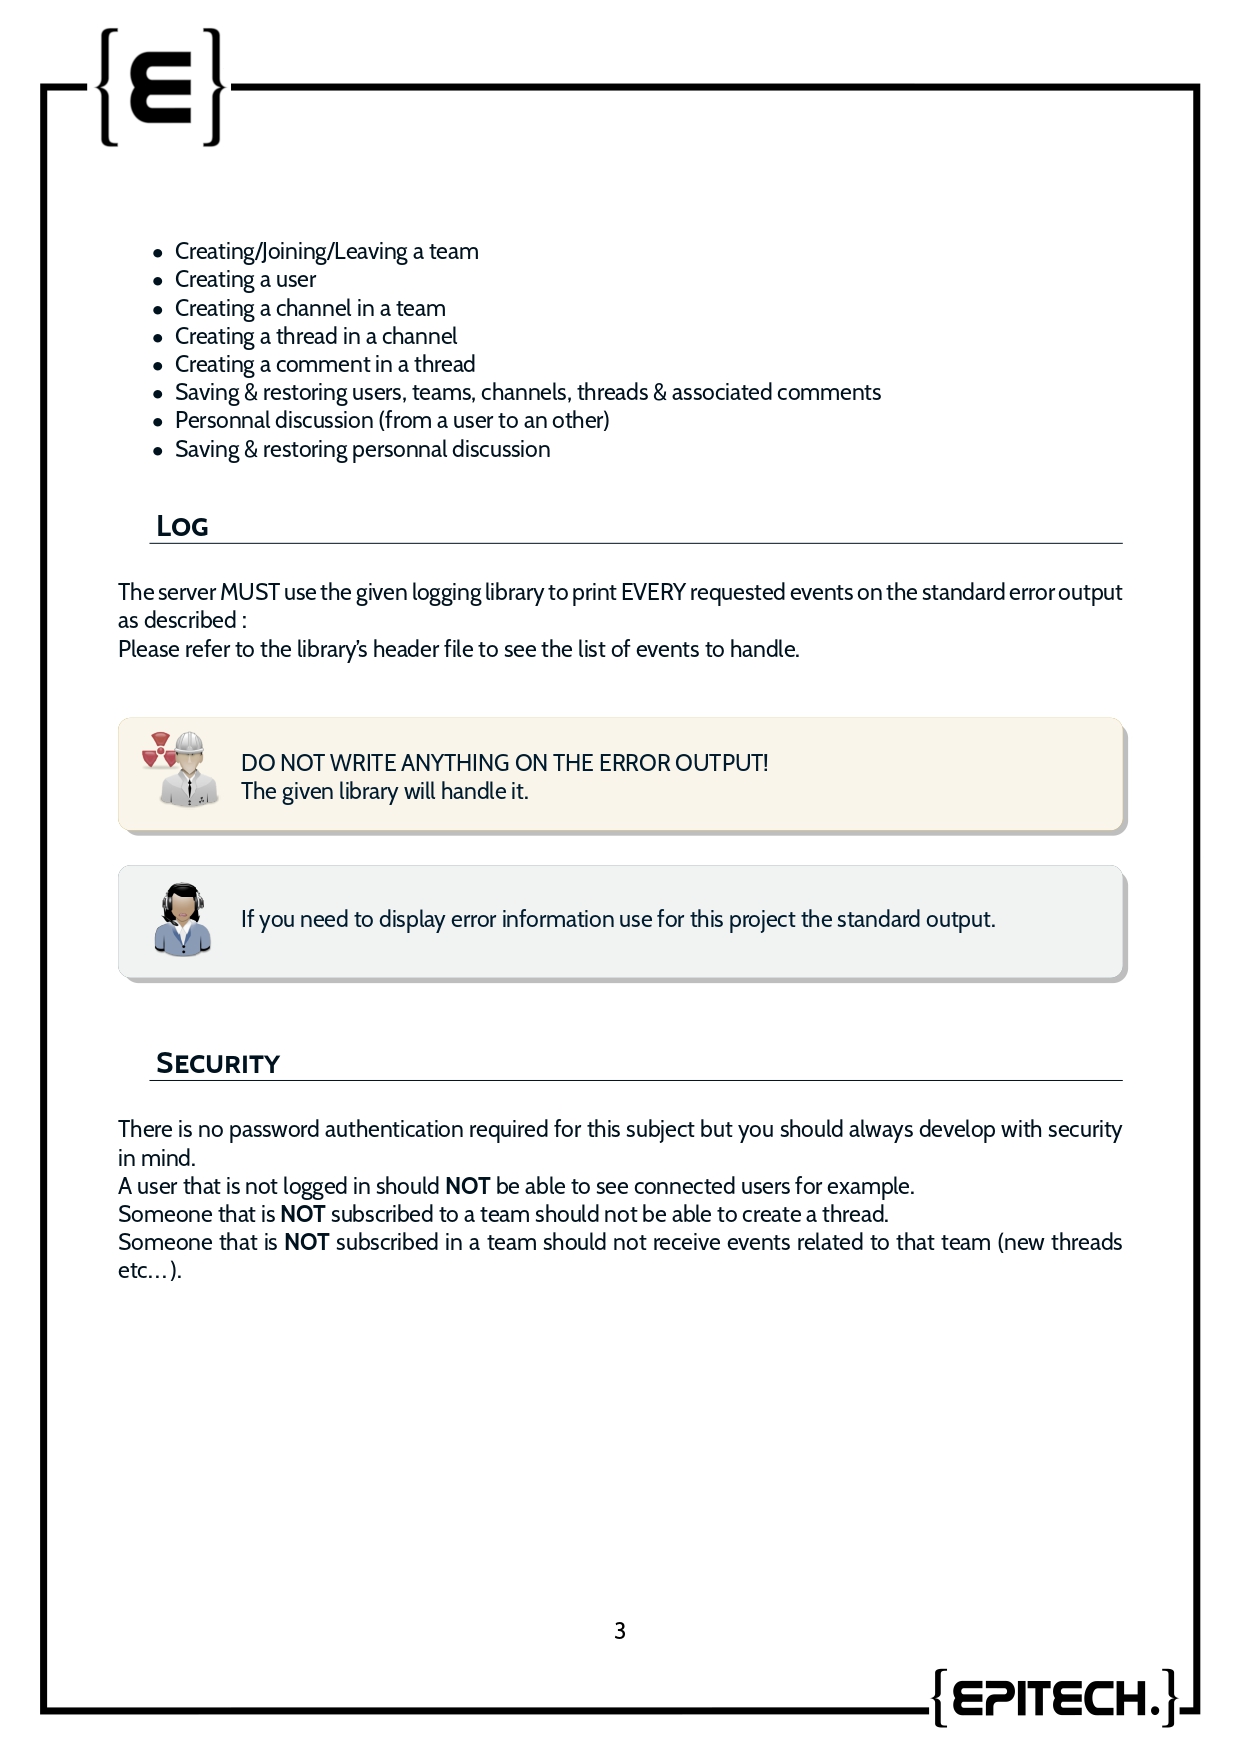 {E}
• Creating/Joining/Leaving a team
• Creating a user
• Creating a channel in a team
• Creating a thread in a channel
• Creating a comment in a thread
• Saving & restoring users, teams, channels, threads & associated comments
• Personnal discussion (from a user to an other)
• Saving & restoring personnal discussion
LOG
The server MUST use the given logging library to print EVERY requested events on the standard error output
as described :
Please refer to the library’s header file to see the list of events to handle.
DO NOT WRITE ANYTHING ON THE ERROR OUTPUT!
The given library will handle it.
If you need to display error information use for this project the standard output.
SECURITY
There is no password authentication required for this subject but you should always develop with security
in mind.
A user that is not logged in should NOT be able to see connected users for example.
Someone that is NOT subscribed to a team should not be able to create a thread.
Someone that is NOT subscribed in a team should not receive events related to that team (new threads
etc…).
3
{EPITECH.}